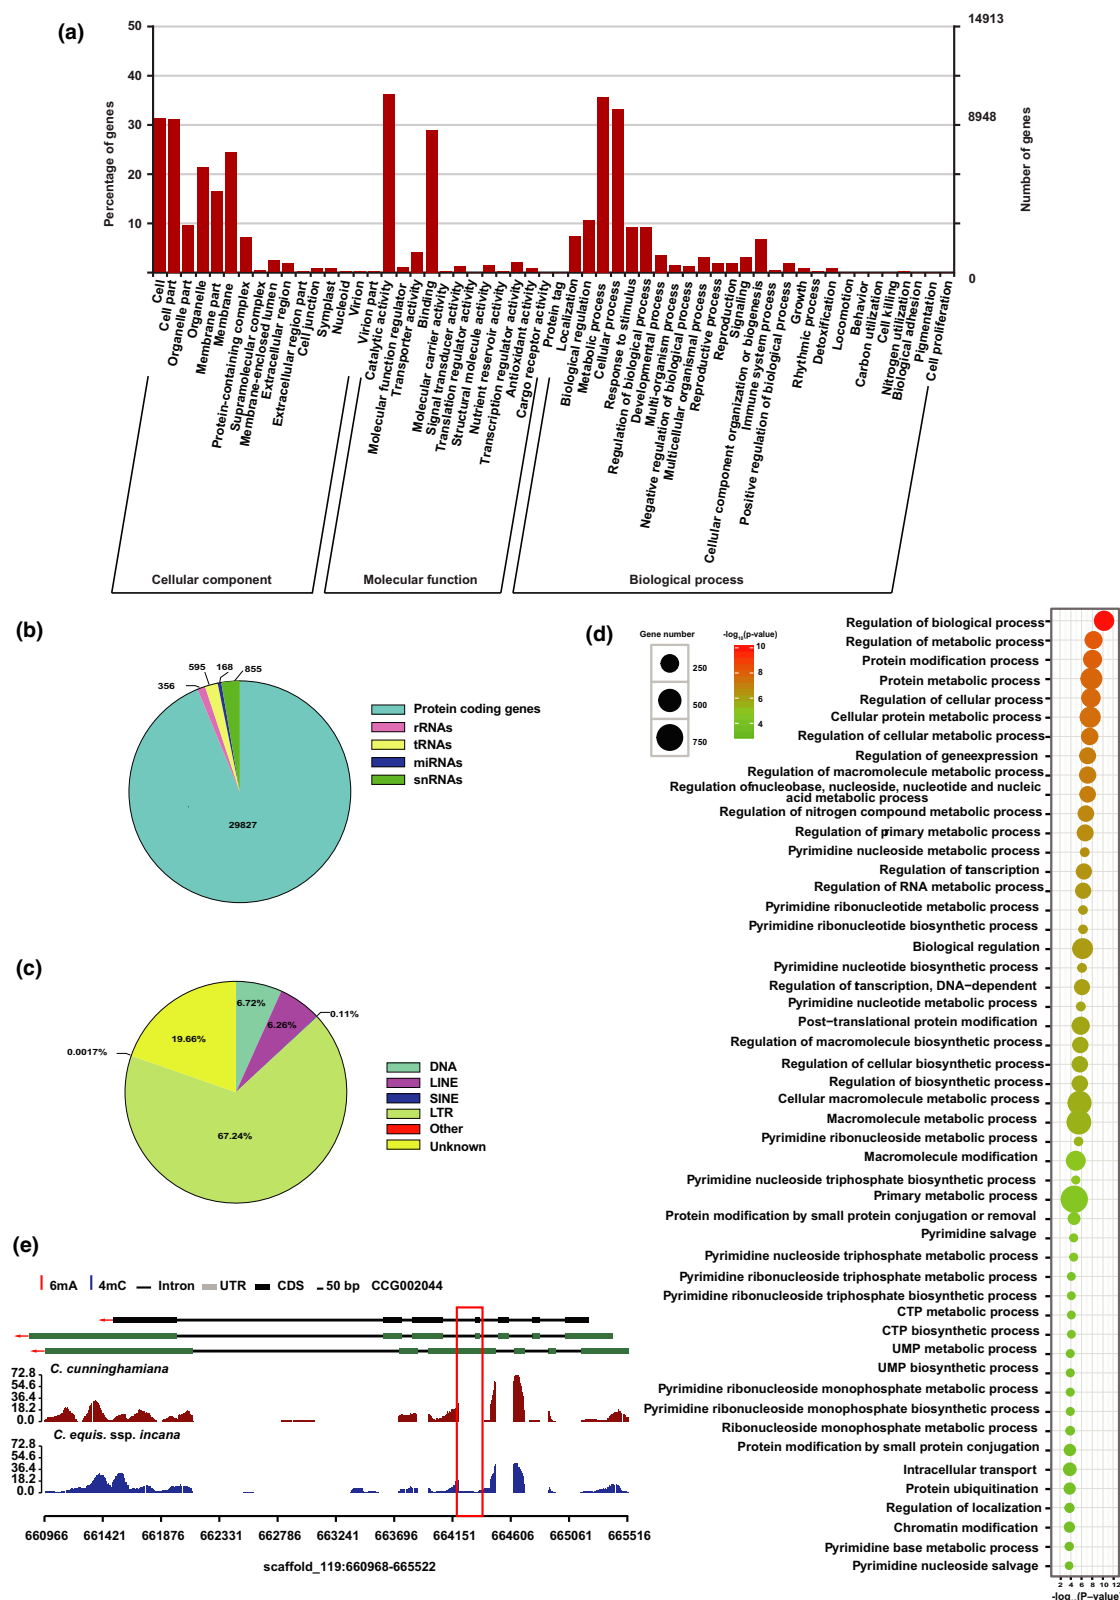 (a)
50
40
30
20
10
Percentage of genes
14913
8948
0
Number of genes
Cell
Cell part
Organelle part
Organelle
Membrane part
Membrane
Protein-containing complex
Supramolecular complex
Membrane-enclosed lumen
Extracellular region
Extracellular region part
Cell junction
Symplast
Nucleoid
Virion
Virion part
Catalytic activity
Molecular function regulator
Transporter activity
Binding
Molecular carrier activity
Signal transducer activity
Translation regulator activity
Structural molecule activity
Nutrient reservoir activity
Transcription regulator activity
Antioxidant activity
Cargo receptor activity
Protein tag
Localization
Biological regulation
Metabolic process
Cellular process
Response to stimulus
Regulation of biological process
Developmental process
Multi-organism process
Negative regulation of biological process
Multicellular organismal process
Reproductive process
Reproduction
Signaling
Cellular component organization or biogenesis
Immune system process
Positive regulation of biological process
Growth
Rhythmic process
Detoxification
Locomotion
Behavior
Carbon utilization
Cell killing
Nitrogen utilization
Biological adhesion
Pigmentation
Cell proliferation
Cellular component
Molecular function
Biological process
(b)
356
595
168
855
29827
Protein coding genes
rRNAs
tRNAs
miRNAs
snRNAs
(c)
6.72%
6.26%
0.11%
19.66%
0.0017%
67.24%
DNA
LINE
SINE
LTR
Other
Unknown
(d)
Gene number
250
500
750
-log10(p-value)
10
8
6
4
Regulation of biological process
Regulation of metabolic process
Protein modification process
Protein metabolic process
Regulation of cellular process
Cellular protein metabolic process
Regulation of cellular metabolic process
Regulation of geneexpression
Regulation of macromolecule metabolic process
Regulation of nucleobase, nucleoside, nucleotide and nucleic
acid metabolic process
Regulation of nitrogen compound metabolic process
Regulation of primary metabolic process
Pyrimidine nucleoside metabolic process
Regulation of transcription
Regulation of RNA metabolic process
Pyrimidine ribonucleotide metabolic process
Pyrimidine ribonucleotide biosynthetic process
Biological regulation
Pyrimidine nucleotide biosynthetic process
Regulation of transcription, DNA−dependent
Pyrimidine nucleotide metabolic process
Post−translational protein modification
Regulation of macromolecule biosynthetic process
Regulation of cellular biosynthetic process
Regulation of biosynthetic process
Cellular macromolecule metabolic process
Macromolecule metabolic process
Pyrimidine ribonucleoside metabolic process
Macromolecule modification
Pyrimidine nucleoside triphosphate biosynthetic process
Primary metabolic process
Protein modification by small protein conjugation or removal
Pyrimidine salvage
Pyrimidine nucleoside triphosphate metabolic process
Pyrimidine ribonucleoside triphosphate metabolic process
Pyrimidine ribonucleoside triphosphate biosynthetic process
CTP metabolic process
CTP biosynthetic process
UMP metabolic process
UMP biosynthetic process
Pyrimidine ribonucleoside monophosphate metabolic process
Pyrimidine ribonucleoside monophosphate biosynthetic process
Ribonucleoside monophosphate metabolic process
Protein modification by small protein conjugation
Intracellular transport
Protein ubiquitination
Regulation of localization
Chromatin modification
Pyrimidine base metabolic process
Pyrimidine nucleoside salvage
2 4 6 8 10 12
-log10(P−value)
(e)
6mA 4mC Intron UTR CDS 50 bp CCG002044
C. cunninghamiana
72.8
54.6
36.4
18.2
0.0
C. equis. ssp. incana
72.8
54.6
36.4
18.2
0.0
660966 661421 661876 662331 662786 663241 663696 664151 664606 665061 665516
scaffold_119:660968-665522